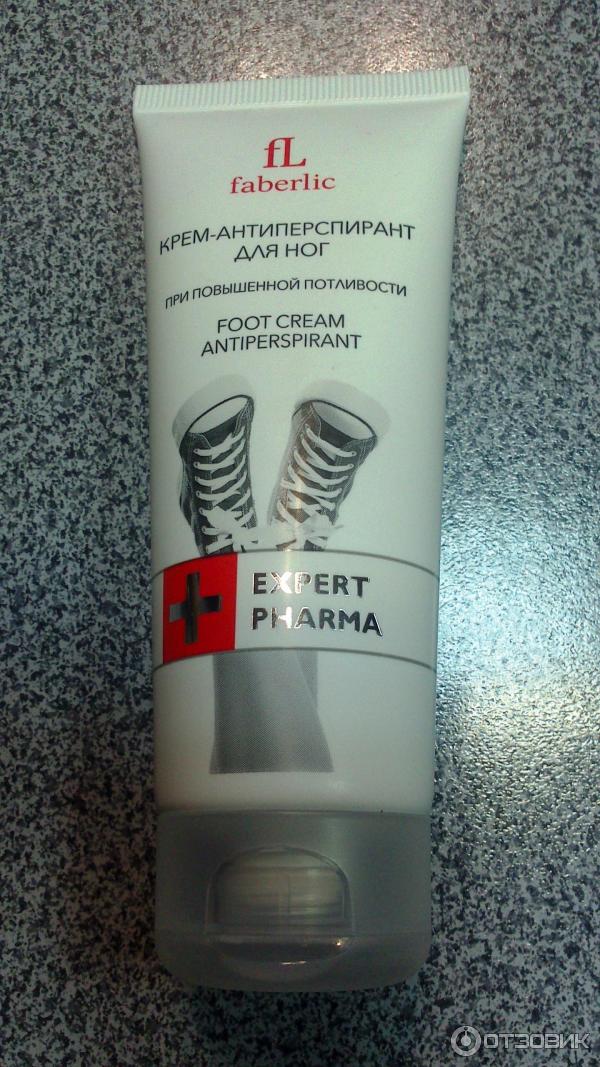 fL
faberlic
КРЕМ-АНТИПЕРСПИРАНТ
ДЛЯ НОГ
ПРИ ПОВЫШЕННОЙ ПОТЛИВОСТИ
FOOT CREAM
ANTIPERSPIRANT
EXPERT
PHARMA
ОТЗОВИК